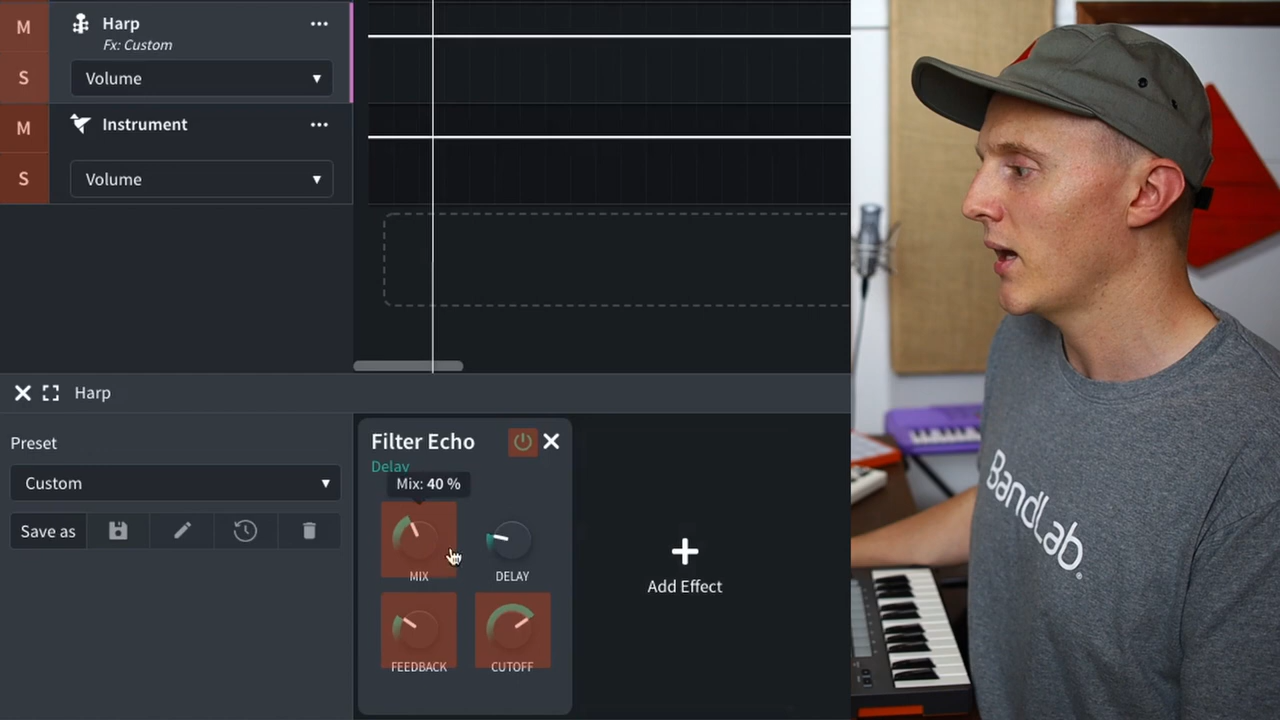 M
Harp
Fx: Custom
S
Volume
M
Instrument
S
Volume
Harp
Preset
Custom
Save as
Filter Echo
Delay
Mix: 40 %
MIX
DELAY
FEEDBACK
CUTOFF
Add Effect
BandLab®